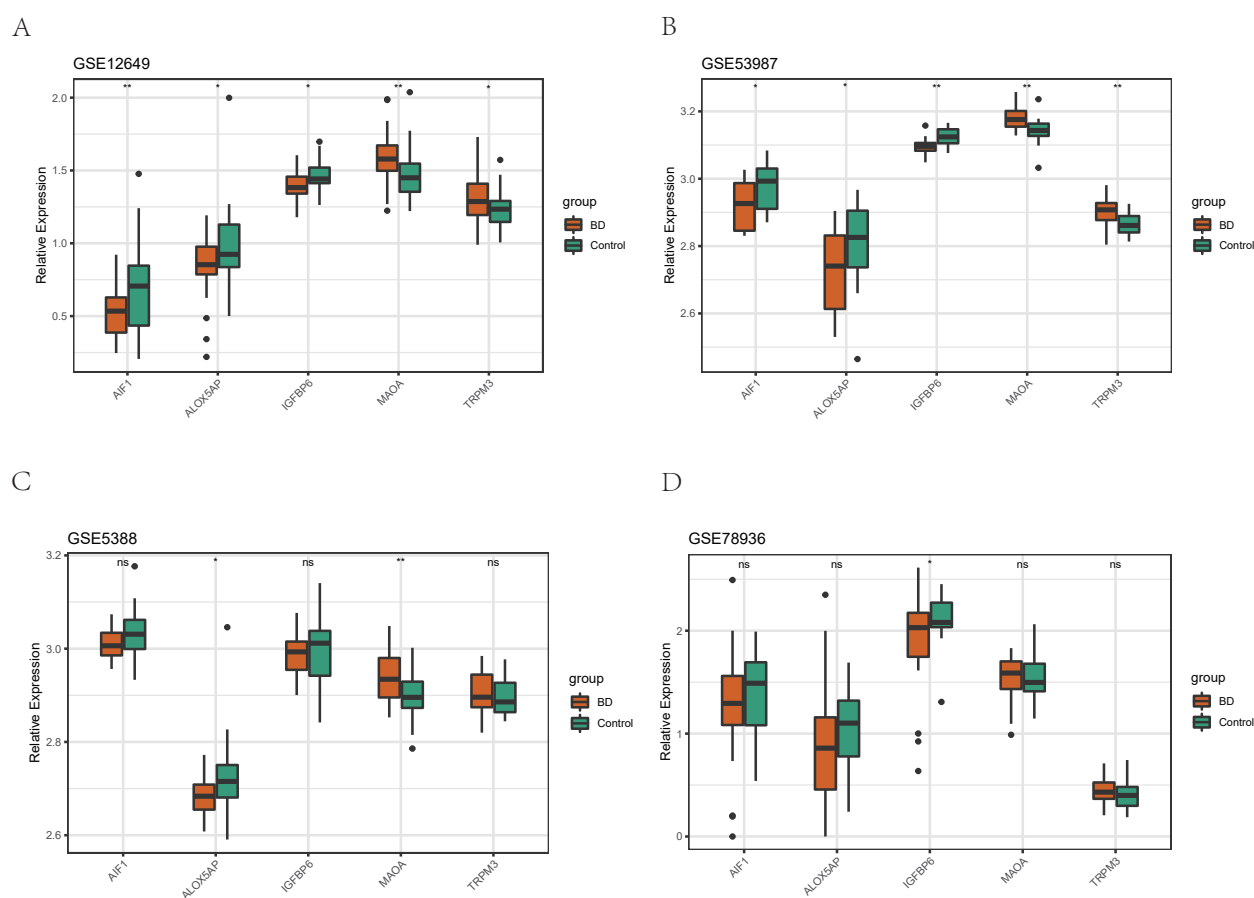 A
GSE12649
** * * ** *
2.0
1.5
1.0
0.5
Relative Expression
AIF1
ALOX5AP
IGFBP6
MAOA
TRPM3
group
BD
Control
B
GSE53987
* * ** ** **
3.2
3.0
2.8
2.6
Relative Expression
AIF1
ALOX5AP
IGFBP6
MAOA
TRPM3
group
BD
Control
C
GSE5388
ns * ns ** ns
3.2
3.0
2.8
2.6
Relative Expression
AIF1
ALOX5AP
IGFBP6
MAOA
TRPM3
group
BD
Control
D
GSE78936
ns ns * ns ns
2
1
0
Relative Expression
AIF1
ALOX5AP
IGFBP6
MAOA
TRPM3
group
BD
Control